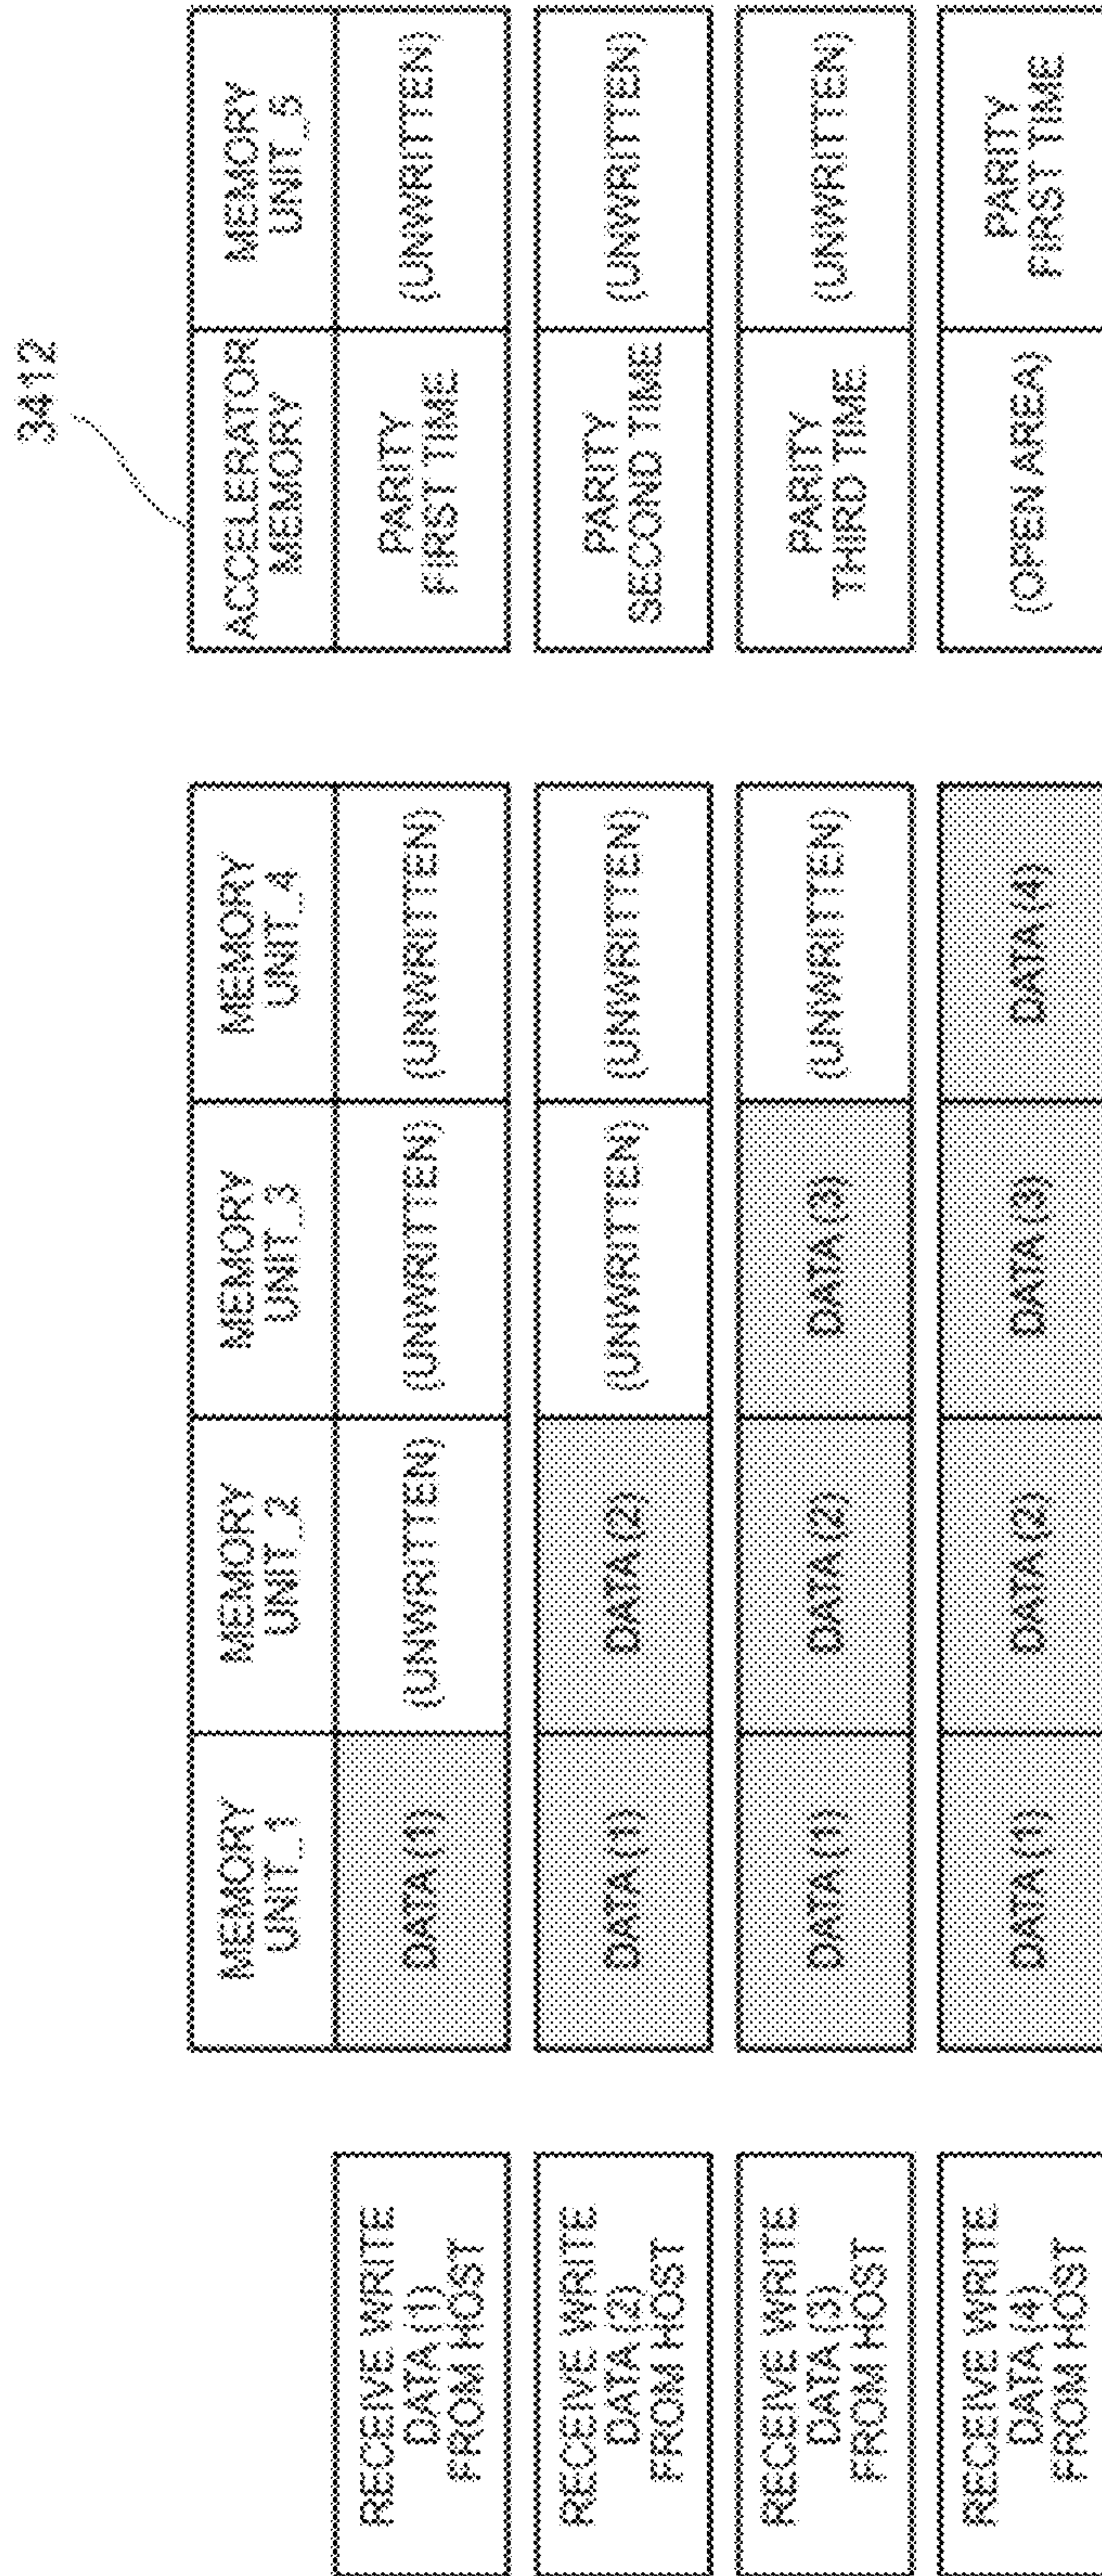 3412
MEMORY
UNIT_1
MEMORY
UNIT_2
MEMORY
UNIT_3
MEMORY
UNIT_4
ACCELERATOR
MEMORY
MEMORY
UNIT_5
RECEIVE WRITE
DATA (1)
FROM HOST
DATA (1)
(UNWRITTEN)
(UNWRITTEN)
(UNWRITTEN)
PARITY
FIRST TIME
(UNWRITTEN)
RECEIVE WRITE
DATA (2)
FROM HOST
DATA (1)
DATA (2)
(UNWRITTEN)
(UNWRITTEN)
PARITY
SECOND TIME
(UNWRITTEN)
RECEIVE WRITE
DATA (3)
FROM HOST
DATA (1)
DATA (2)
DATA (3)
(UNWRITTEN)
PARITY
THIRD TIME
(UNWRITTEN)
RECEIVE WRITE
DATA (4)
FROM HOST
DATA (1)
DATA (2)
DATA (3)
DATA (4)
(OPEN AREA)
PARITY
FIRST TIME